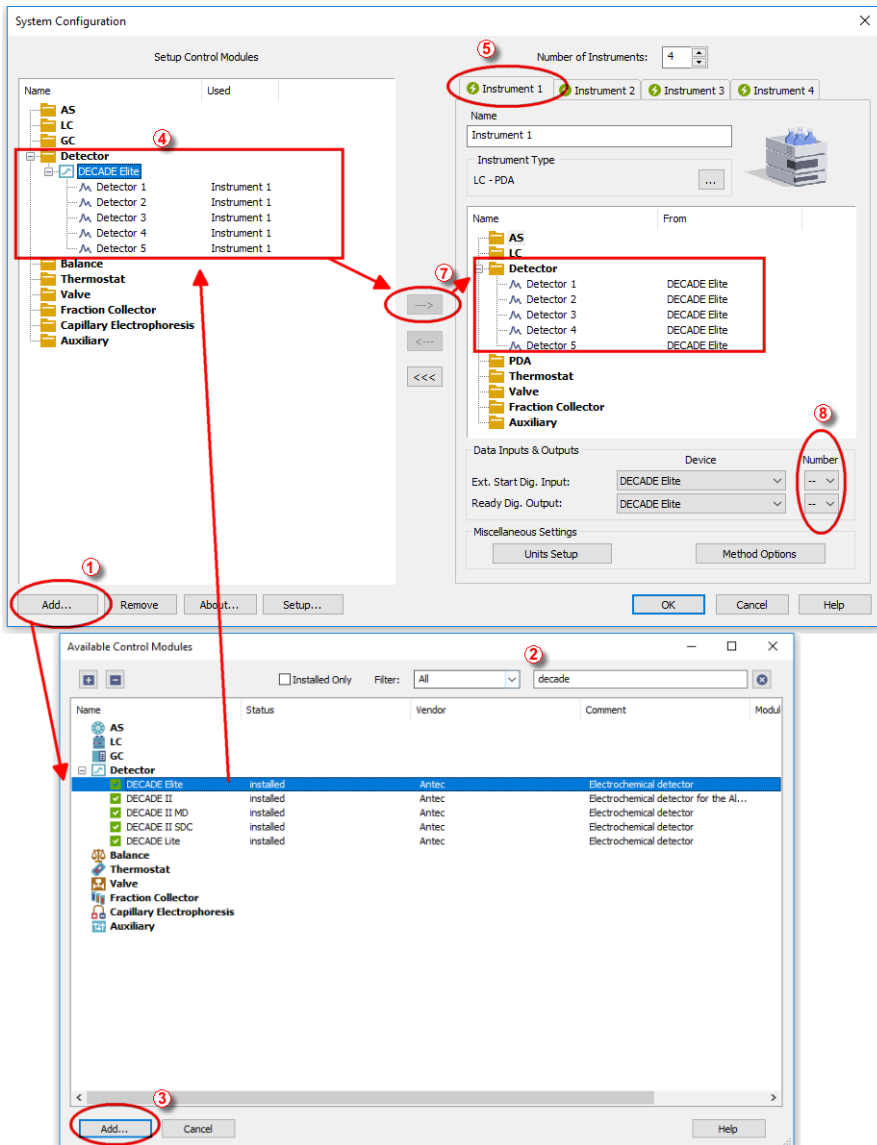 System Configuration
Setup Control Modules
⑤
Number of Instruments: 4
Name Used
AS
LC
GC
④
Detector
DECADE Elite
Detector 1 Instrument 1
Detector 2 Instrument 1
Detector 3 Instrument 1
Detector 4 Instrument 1
Detector 5 Instrument 1
Balance
Thermostat
Valve
Fraction Collector
Capillary Electrophoresis
Auxiliary
⑦
--->
<---
<<<
Instrument 1 Instrument 2 Instrument 3 Instrument 4
Name
Instrument 1
Instrument Type
LC - PDA ...
Name From
AS
LC
Detector
Detector 1 DECADE Elite
Detector 2 DECADE Elite
Detector 3 DECADE Elite
Detector 4 DECADE Elite
Detector 5 DECADE Elite
PDA
Thermostat
Valve
Fraction Collector
Auxiliary
⑧
Data Inputs & Outputs
Device Number
Ext. Start Dig. Input: DECADE Elite --
Ready Dig. Output: DECADE Elite --
Miscellaneous Settings
Units Setup Method Options
①
Add... Remove About... Setup... OK Cancel Help
Available Control Modules
②
Installed Only Filter: All decade
Name Status Vendor Comment Modul
AS
LC
GC
Detector
DECADE Elite installed Antec Electrochemical detector
DECADE II installed Antec Electrochemical detector for the Al...
DECADE II MD installed Antec Electrochemical detector
DECADE II SDC installed Antec Electrochemical detector
DECADE Lite installed Antec Electrochemical detector
Balance
Thermostat
Valve
Fraction Collector
Capillary Electrophoresis
Auxiliary
③
Add... Cancel Help